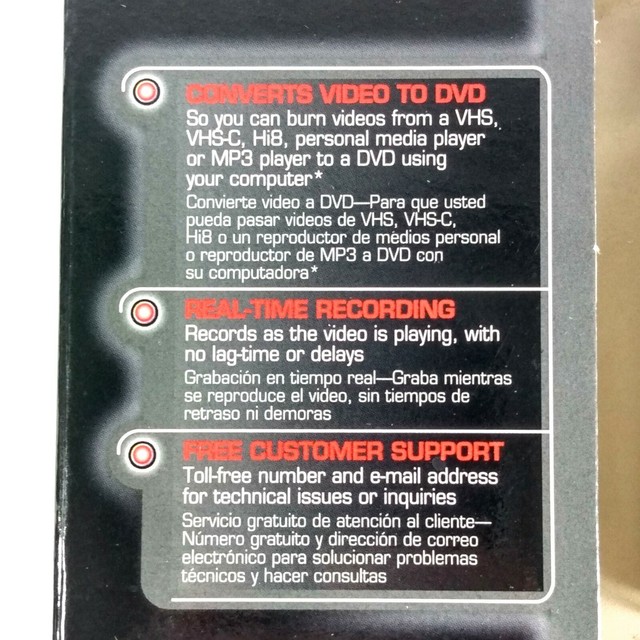 CONVERTS VIDEO TO DVD
So you can burn videos from a VHS,
VHS-C, Hi8, personal media player
or MP3 player to a DVD using
your computer*
Convierte video a DVD—Para que usted
pueda pasar videos de VHS, VHS-C,
Hi8 o un reproductor de médios personal
o reproductor de MP3 a DVD con
su computadora*
REAL-TIME RECORDING
Records as the video is playing, with
no lag-time or delays
Grabación en tiempo real—Graba mientras
se reproduce el video, sin tiempos de
retraso ni demoras
FREE CUSTOMER SUPPORT
Toll-free number and e-mail address
for technical issues or inquiries
Servicio gratuito de atención al cliente—
Número gratuito y dirección de correo
electrónico para solucionar problemas
técnicos y hacer consultas